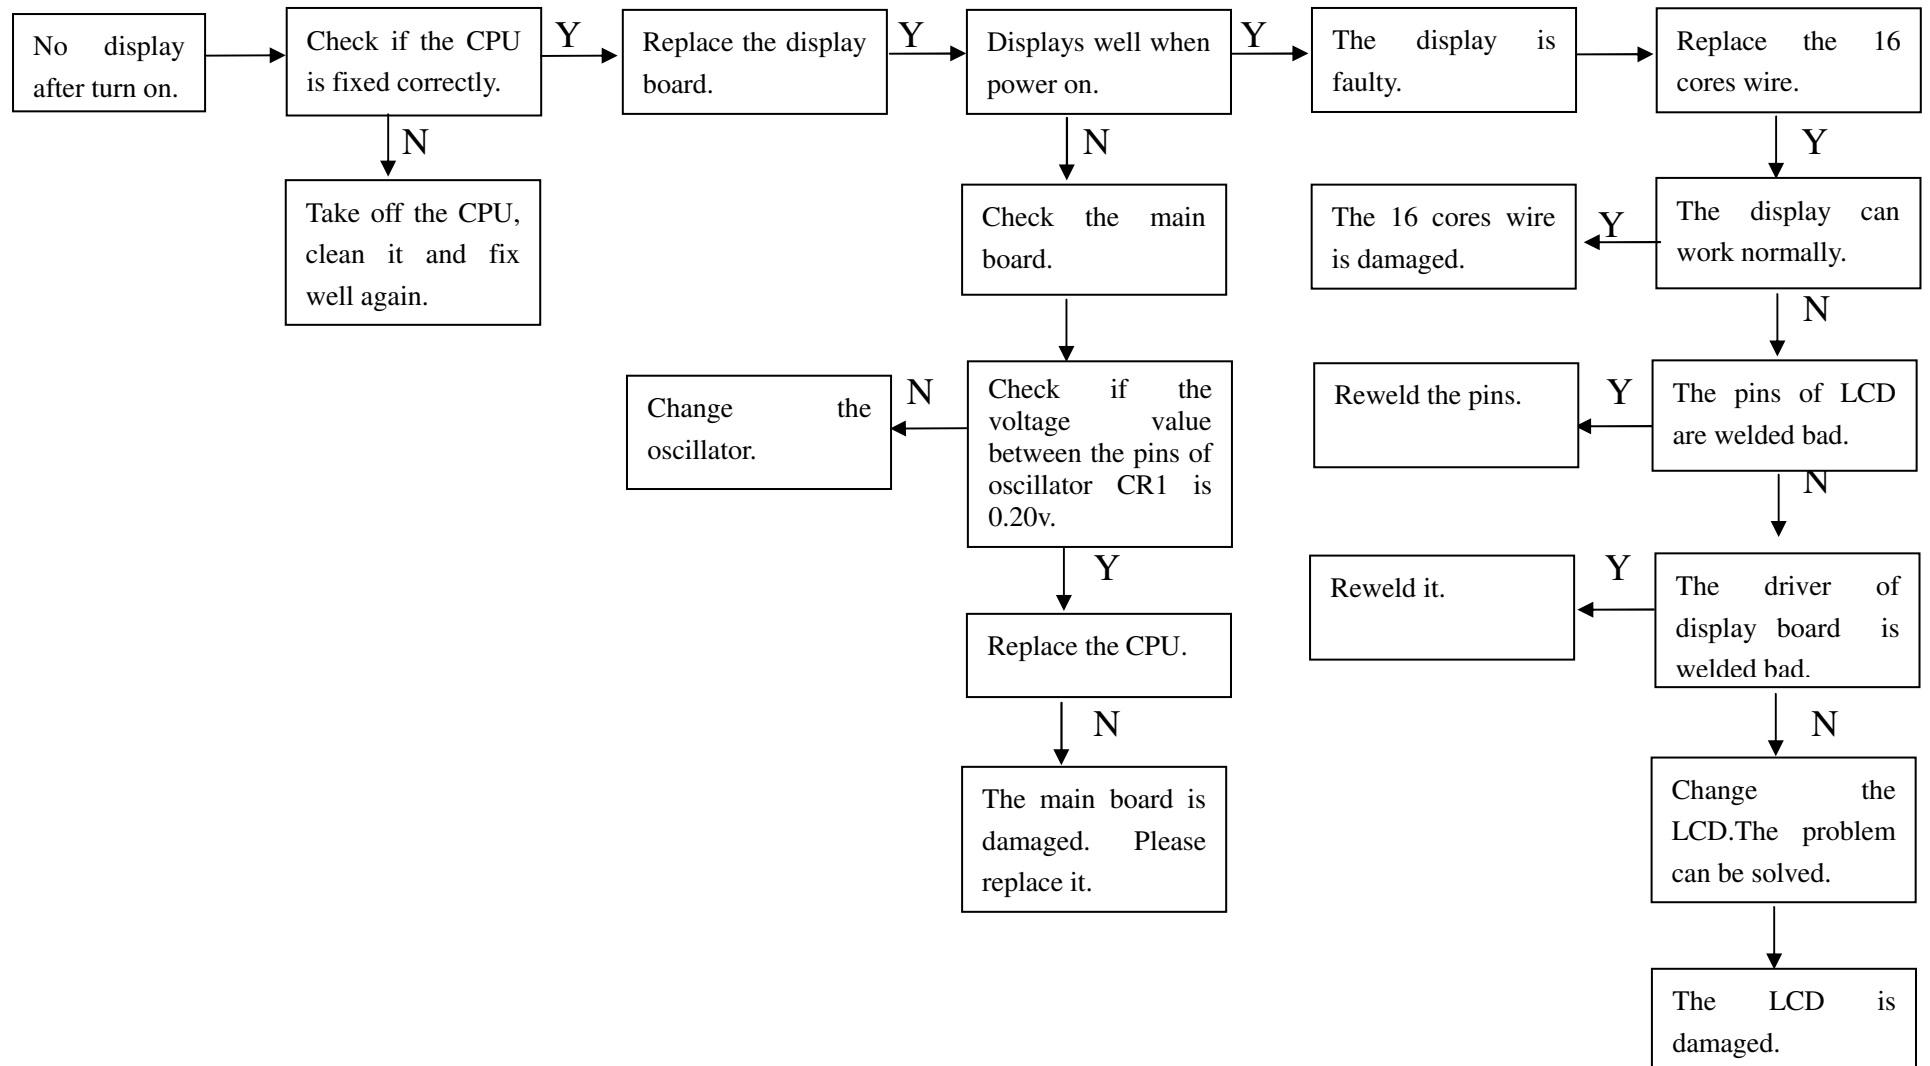 No display
after turn on.
Check if the CPU
is fixed correctly.
Y
Replace the display
board.
Y
Displays well when
power on.
Y
The display is
faulty.
Replace the 16
cores wire.
N
N
Y
Take off the CPU,
clean it and fix
well again.
Check the main
board.
The 16 cores wire
is damaged.
Y
The display can
work normally.
N
Change the
oscillator.
N
Check if the
voltage value
between the pins of
oscillator CR1 is
0.20v.
Reweld the pins.
Y
The pins of LCD
are welded bad.
N
Y
Reweld it.
Y
The driver of
display board is
welded bad.
Replace the CPU.
N
N
The main board is
damaged. Please
replace it.
Change the
LCD.The problem
can be solved.
The LCD is
damaged.